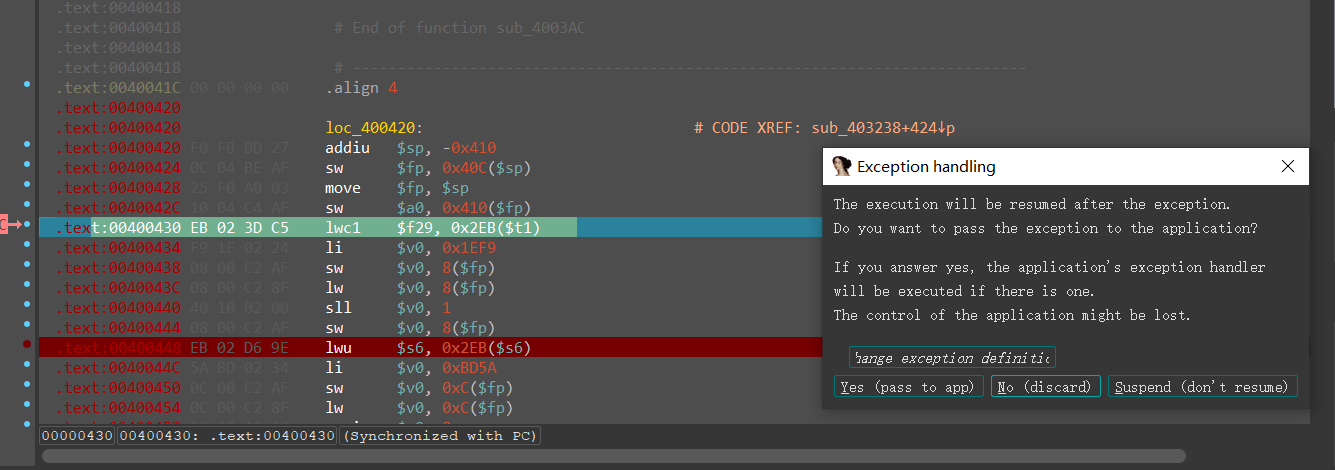 .text:00400418
.text:00400418 # End of function sub_4003AC
.text:00400418
.text:00400418 # ---------------------------------------------------------------------------
.text:0040041C 00 00 00 00 .align 4
.text:00400420
.text:00400420 loc_400420: # CODE XREF: sub_403238+424↓p
.text:00400420 F0 FB BD 27 addiu $sp, -0x410
.text:00400424 0C 04 BE AF sw $fp, 0x40C($sp)
.text:00400428 25 F0 A0 03 move $fp, $sp
.text:0040042C 10 04 C4 AF sw $a0, 0x410($fp)
.text:00400430 EB 02 3D C5 lwc1 $f29, 0x2EB($t1)
.text:00400434 F9 1E 02 24 li $v0, 0x1EF9
.text:00400438 08 00 C2 AF sw $v0, 8($fp)
.text:0040043C 08 00 C2 8F lw $v0, 8($fp)
.text:00400440 40 10 02 00 sll $v0, 1
.text:00400444 08 00 C2 AF sw $v0, 8($fp)
.text:00400448 EB 02 D6 9E lwu $s6, 0x2EB($s6)
.text:0040044C 5A BD 02 34 li $v0, 0xBD5A
.text:00400450 0C 00 C2 AF sw $v0, 0xC($fp)
.text:00400454 0C 00 C2 8F lw $v0, 0xC($fp)
00000430 00400430: .text:00400430 (Synchronized with PC)
Exception handling
The execution will be resumed after the exception.
Do you want to pass the exception to the application?
If you answer yes, the application's exception handler
will be executed if there is one.
The control of the application might be lost.
hange exception definitic
Yes (pass to app) No (discard) Suspend (don't resume)